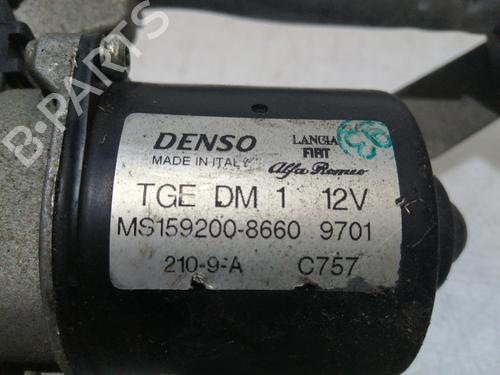 DENSO
MADE IN ITALY
LANCIA
FIAT
Alfa Romeo
TGE DM 1 12V
MS159200-8660 9701
210-9-A C757
B-PARTS